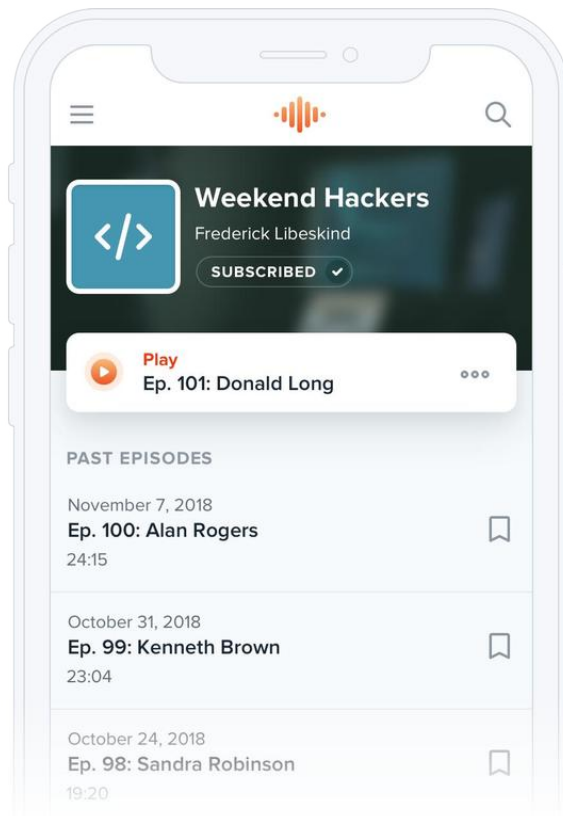 Weekend Hackers
Frederick Libeskind
SUBSCRIBED
Play
Ep. 101: Donald Long
PAST EPISODES
November 7, 2018
Ep. 100: Alan Rogers
24:15
October 31, 2018
Ep. 99: Kenneth Brown
23:04
October 24, 2018
Ep. 98: Sandra Robinson
19:20